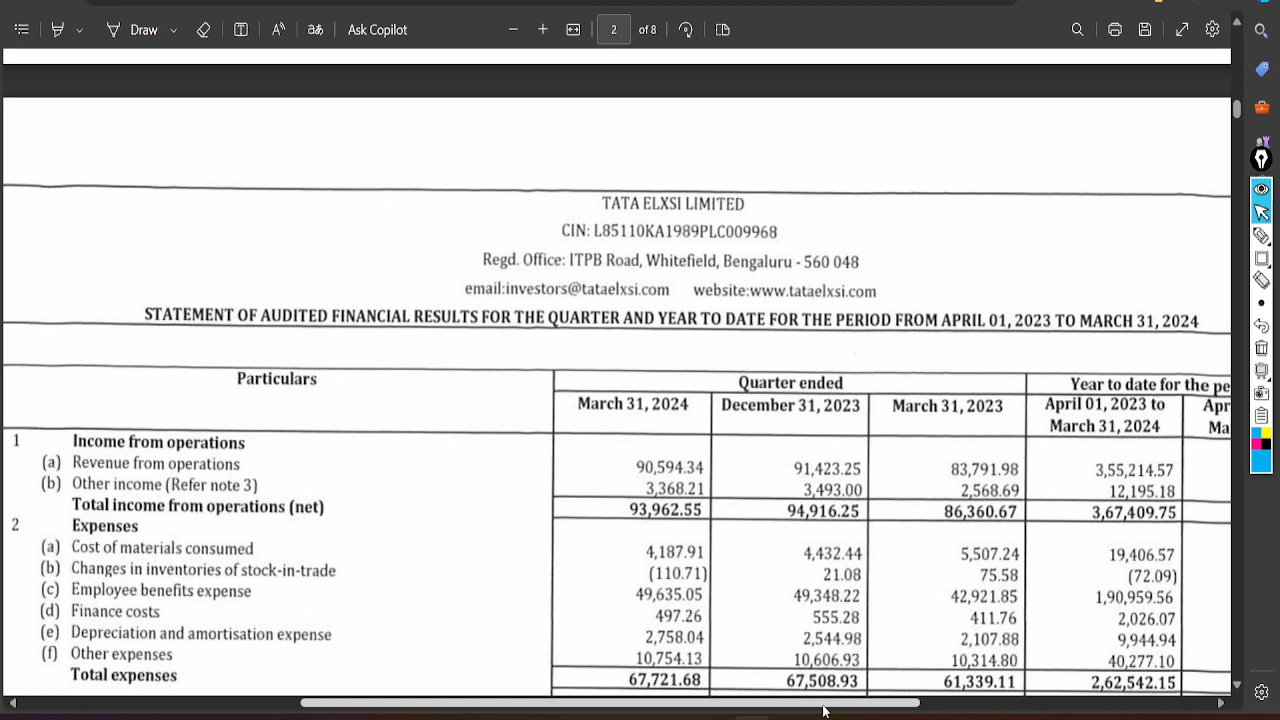 Draw
aあ
Ask Copilot
2 of 8
TATA ELXSI LIMITED
CIN: L85110KA1989PLC009968
Regd. Office: ITPB Road, Whitefield, Bengaluru - 560 048
email:investors@tataelxsi.com website:www.tataelxsi.com
STATEMENT OF AUDITED FINANCIAL RESULTS FOR THE QUARTER AND YEAR TO DATE FOR THE PERIOD FROM APRIL 01, 2023 TO MARCH 31, 2024
Particulars Quarter ended Year to date for the pe
March 31, 2024 December 31, 2023 March 31, 2023 April 01, 2023 to Apr
March 31, 2024 Ma
1 Income from operations
(a) Revenue from operations 90,594.34 91,423.25 83,791.98 3,55,214.57
(b) Other income (Refer note 3) 3,368.21 3,493.00 2,568.69 12,195.18
Total income from operations (net) 93,962.55 94,916.25 86,360.67 3,67,409.75
2 Expenses
(a) Cost of materials consumed 4,187.91 4,432.44 5,507.24 19,406.57
(b) Changes in inventories of stock-in-trade (110.71) 21.08 75.58 (72.09)
(c) Employee benefits expense 49,635.05 49,348.22 42,921.85 1,90,959.56
(d) Finance costs 497.26 555.28 411.76 2,026.07
(e) Depreciation and amortisation expense 2,758.04 2,544.98 2,107.88 9,944.94
(f) Other expenses 10,754.13 10,606.93 10,314.80 40,277.10
Total expenses 67,721.68 67,508.93 61,339.11 2,62,542.15